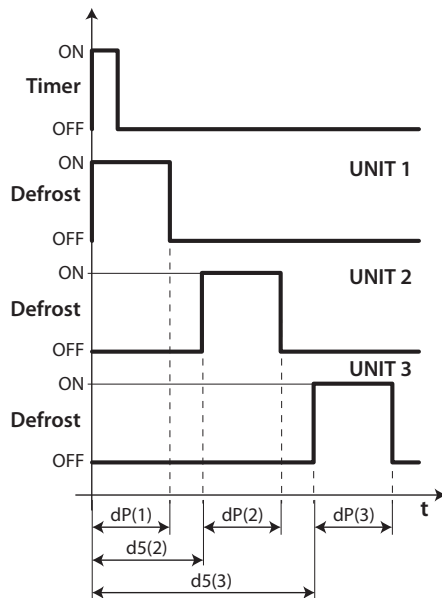 ON
Timer
OFF
ON
UNIT 1
Defrost
OFF
ON
UNIT 2
Defrost
OFF
ON
UNIT 3
Defrost
OFF
t
dP(1) dP(2) dP(3)
d5(2)
d5(3)